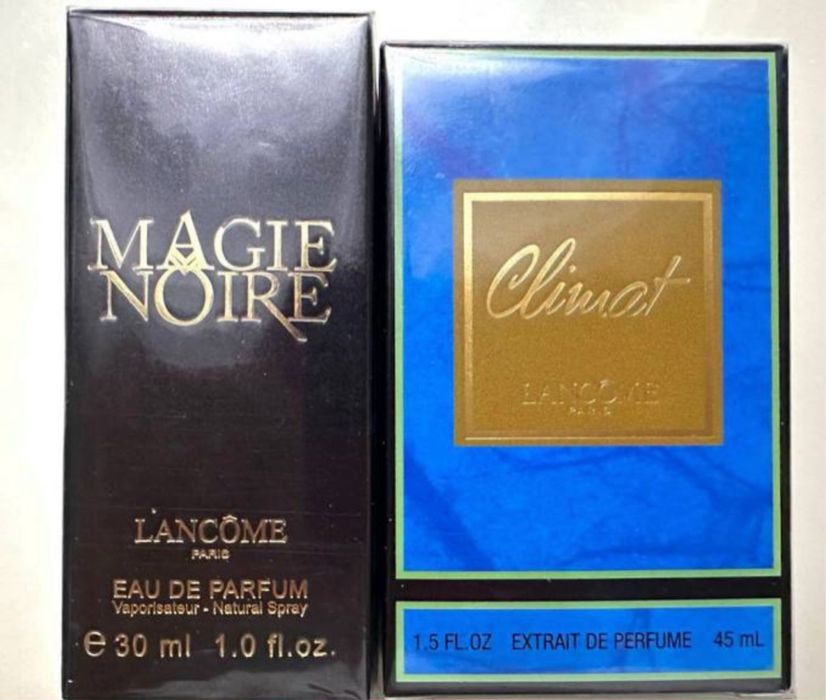 MAGIE
NOIRE
LANCÔME
PARIS
EAU DE PARFUM
Vaporisateur - Natural Spray
e 30 ml 1.0 fl.oz.
Climat
LANCÔME
PARIS
1.5 FL.OZ EXTRAIT DE PERFUME 45 mL